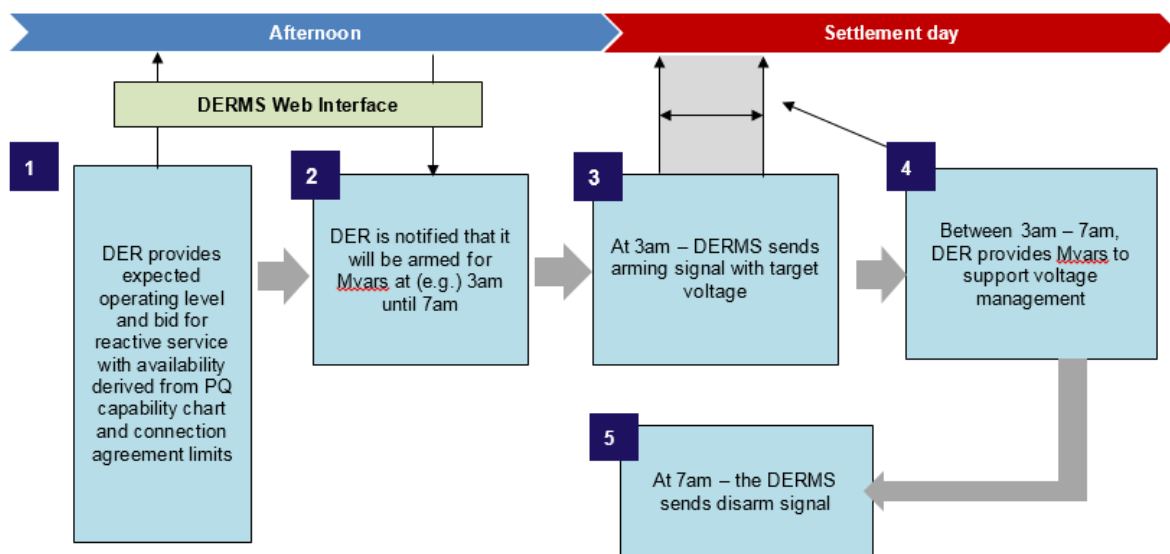 Afternoon
Settlement day
DERMS Web Interface
1
DER provides
expected
operating level
and bid for
reactive service
with availability
derived from PQ
capability chart
and connection
agreement limits
2
DER is notified that it
will be armed for
Mvars at (e.g.) 3am
until 7am
3
At 3am – DERMS sends
arming signal with target
voltage
4
Between 3am – 7am,
DER provides Mvars to
support voltage
management
5
At 7am – the DERMS
sends disarm signal